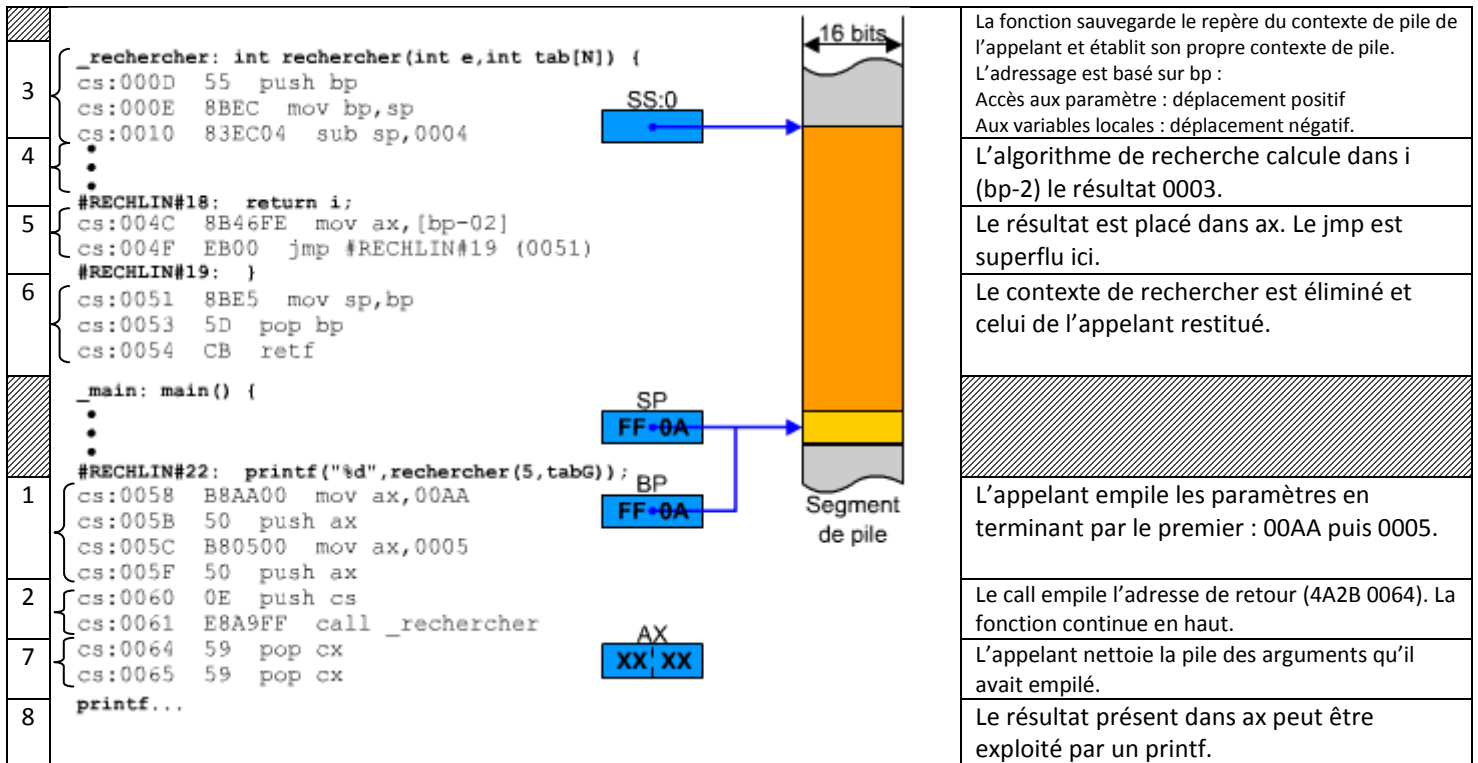 La fonction sauvegarde le repère du contexte de pile de
l'appelant et établit son propre contexte de pile.
L'adressage est basé sur bp :
Accès aux paramètre : déplacement positif
Aux variables locales : déplacement négatif.
3
_rechercher: int rechercher(int e,int tab[N]) {
cs:000D 55 push bp
cs:000E 8BEC mov bp,sp
cs:0010 83EC04 sub sp,0004
16 bits
SS:0
4
L'algorithme de recherche calcule dans i
(bp-2) le résultat 0003.
#RECHLIN#18: return i;
5
cs:004C 8B46FE mov ax,[bp-02]
cs:004F EB00 jmp #RECHLIN#19 (0051)
Le résultat est placé dans ax. Le jmp est
superflu ici.
#RECHLIN#19: }
6
cs:0051 8BE5 mov sp,bp
cs:0053 5D pop bp
cs:0054 CB retf
Le contexte de rechercher est éliminé et
celui de l'appelant restitué.
_main: main() {
SP
FF 0A
#RECHLIN#22: printf("%d",rechercher(5,tabG));
BP
FF 0A
Segment
de pile
1
cs:0058 B8AA00 mov ax,00AA
cs:005B 50 push ax
cs:005C B80500 mov ax,0005
cs:005F 50 push ax
L'appelant empile les paramètres en
terminant par le premier : 00AA puis 0005.
2
cs:0060 0E push cs
cs:0061 E8A9FF call _rechercher
Le call empile l'adresse de retour (4A2B 0064). La
fonction continue en haut.
AX
XX XX
7
cs:0064 59 pop cx
cs:0065 59 pop cx
L'appelant nettoie la pile des arguments qu'il
avait empilé.
printf...
8
Le résultat présent dans ax peut être
exploité par un printf.